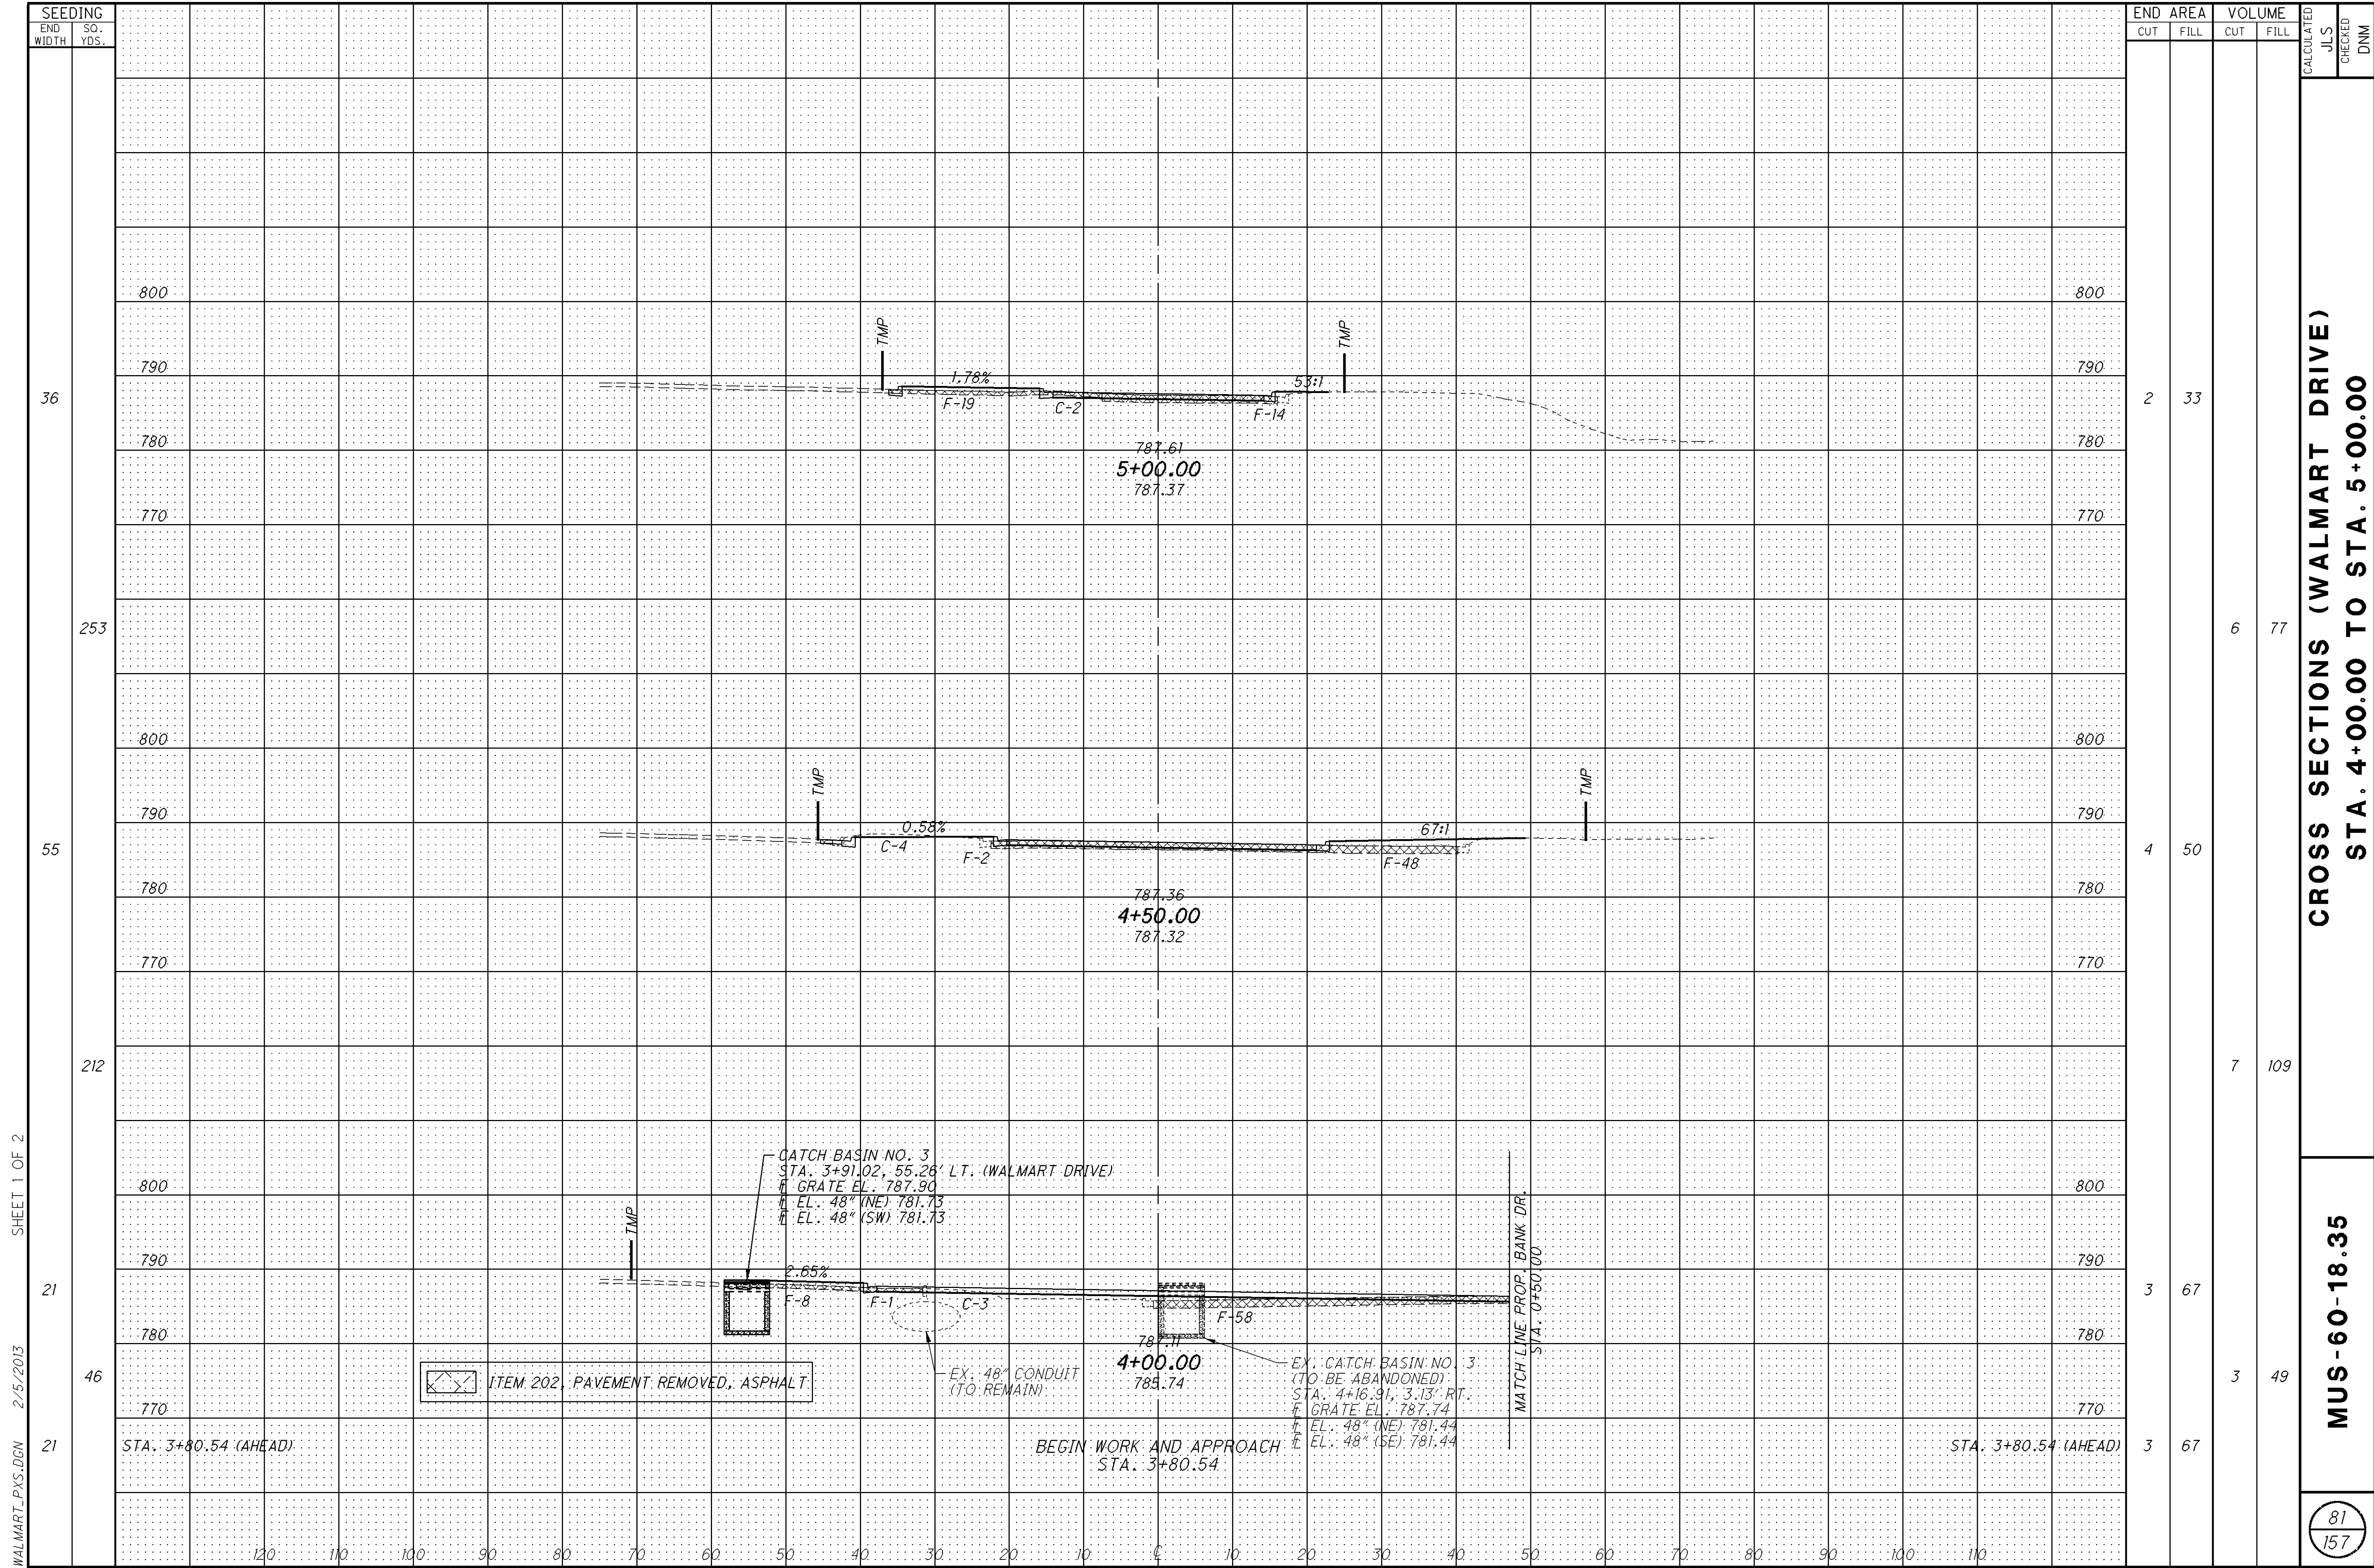 SEEDING
END WIDTH
SQ. YDS.
END AREA
VOLUME
CUT
FILL
CUT
FILL
CALCULATED
JLS
CHECKED
DNM
800
800
TMP
TMP
790
1.78%
53:1
790
36
F-19
C-2
F-14
2
33
780
780
787.61
5+00.00
787.37
770
770
253
6
77
800
800
TMP
TMP
790
0.58%
67:1
790
55
C-4
F-2
F-48
4
50
780
780
787.36
4+50.00
787.32
770
770
212
7
109
CATCH BASIN NO. 3
STA. 3+91.02, 55.26' LT. (WALMART DRIVE)
GRATE EL. 787.90
EL. 48" (NE) 781.73
EL. 48" (SW) 781.73
800
800
TMP
790
2.65%
790
21
F-8
F-1
C-3
F-58
3
67
MATCH LINE PROP. BANK DR.
STA. 0+50.00
780
780
787.11
4+00.00
785.74
EX. 48" CONDUIT
(TO REMAIN)
EX. CATCH BASIN NO. 3
(TO BE ABANDONED)
STA. 4+16.91, 3.13' RT.
GRATE EL. 787.74
EL. 48" (NE) 781.44
EL. 48" (SE) 781.44
46
ITEM 202, PAVEMENT REMOVED, ASPHALT
3
49
770
770
21
STA. 3+80.54 (AHEAD)
BEGIN WORK AND APPROACH
STA. 3+80.54
STA. 3+80.54 (AHEAD)
3
67
120 110 100 90 80 70 60 50 40 30 20 10 ℄ 10 20 30 40 50 60 70 80 90 100 110
CROSS SECTIONS (WALMART DRIVE)
STA. 4+00.00 TO STA. 5+00.00
MUS-60-18.35
81
157
WALMART_PXS.DGN 2/5/2013 SHEET 1 OF 2